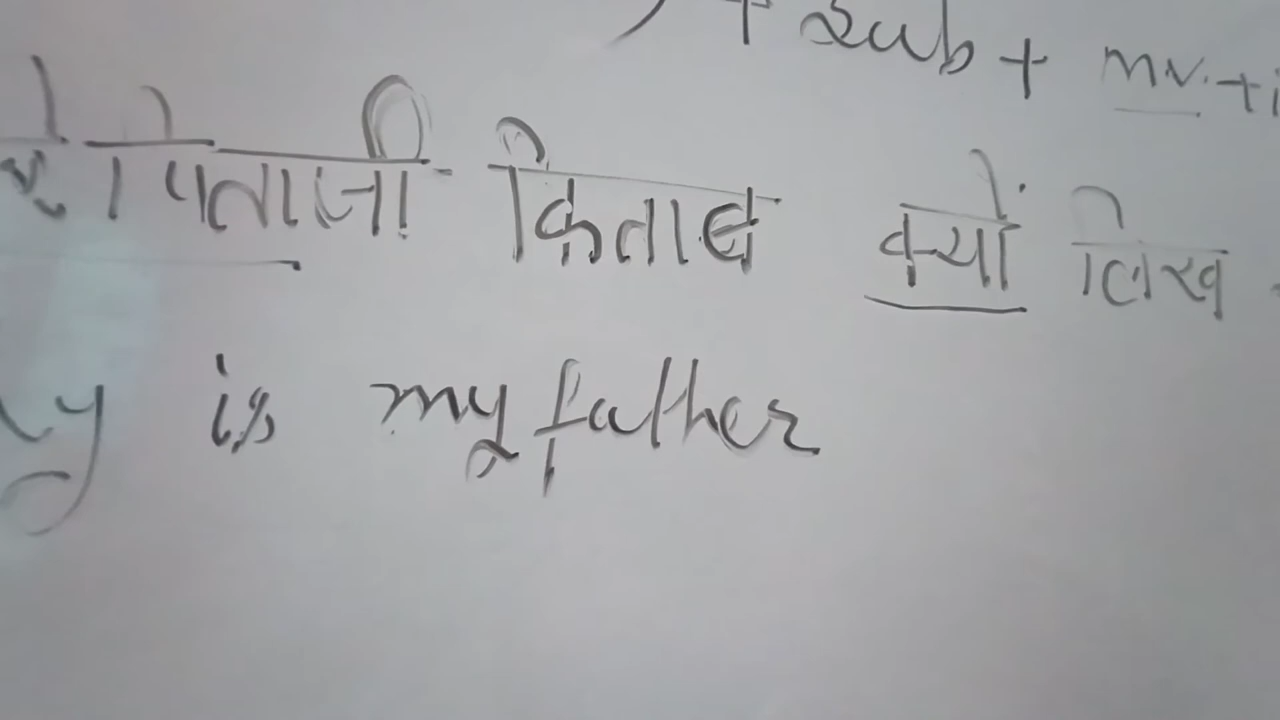 + sub + mv. + i
पिताजी किताब क्यों लिख
y is my father